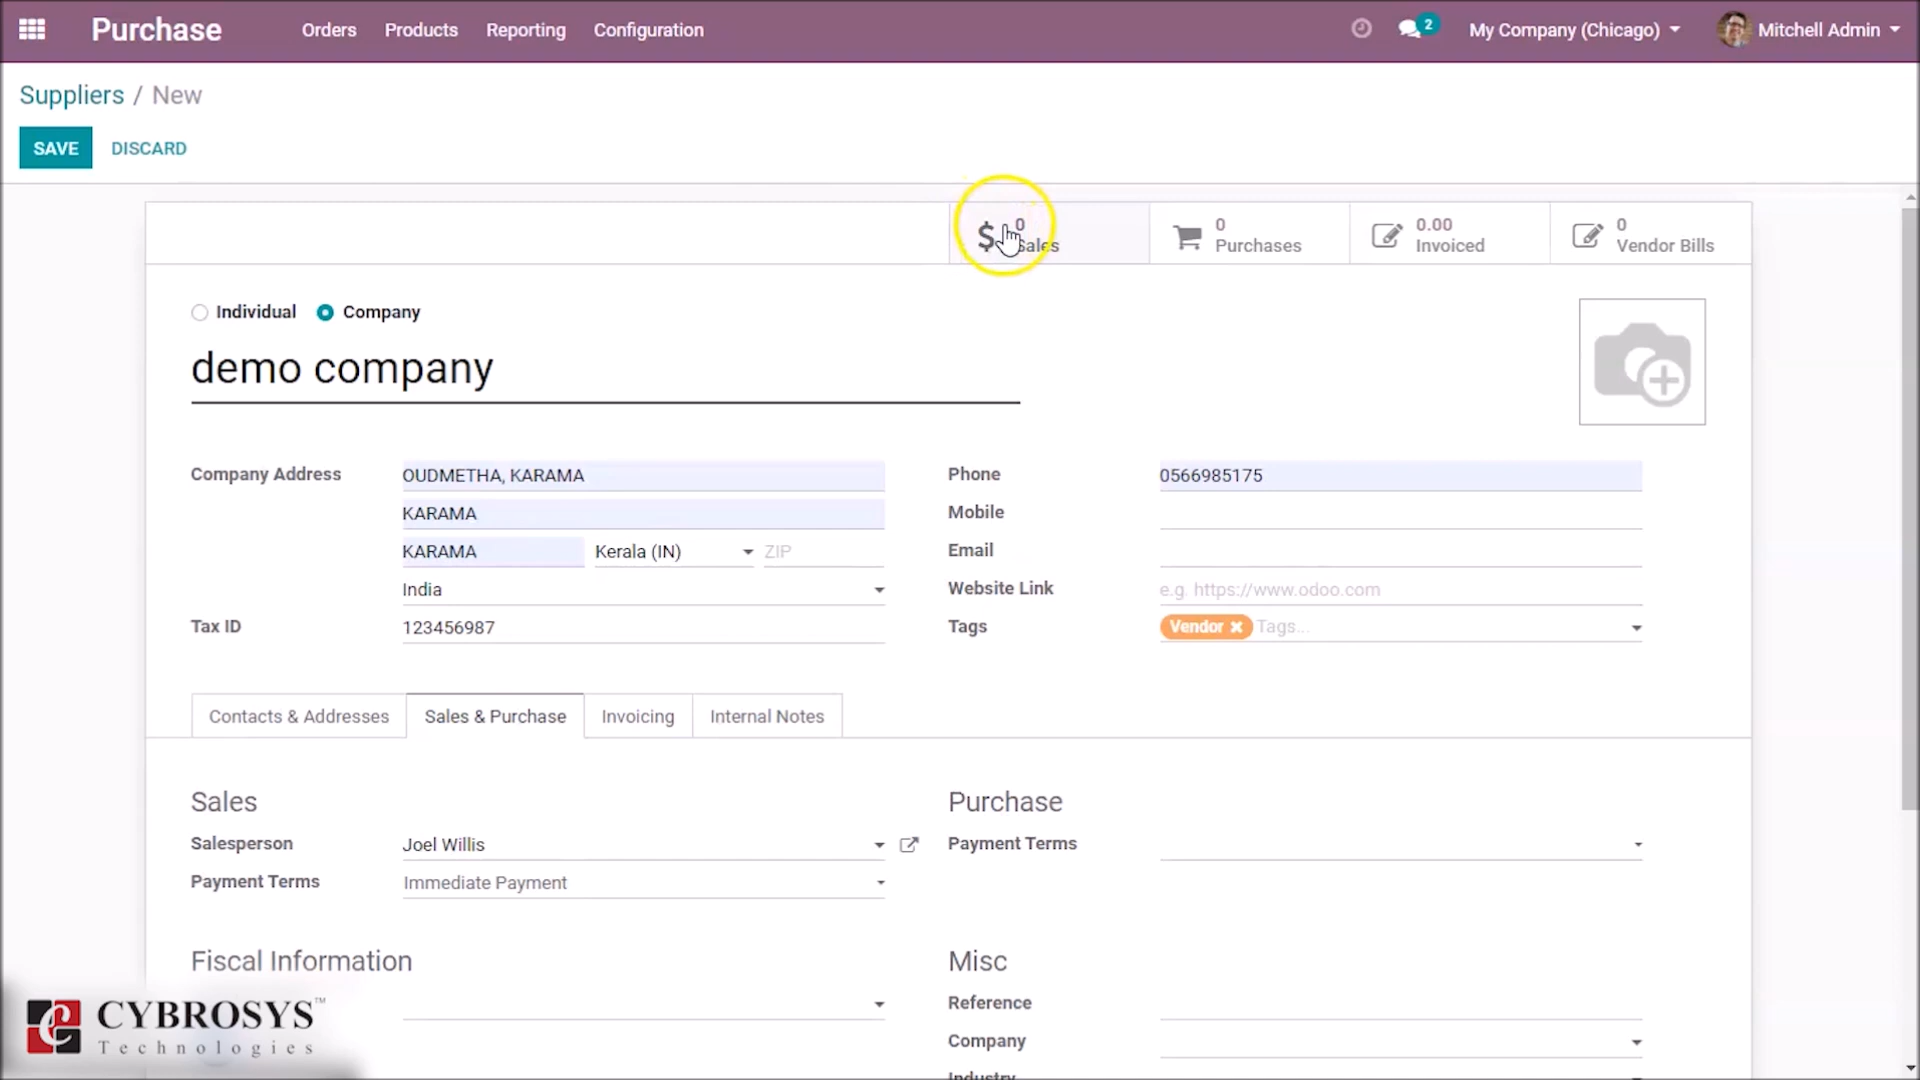 Purchase Orders Products Reporting Configuration 2 My Company (Chicago) Mitchell Admin
Suppliers / New
SAVE DISCARD
0 Sales
0 Purchases
0.00 Invoiced
0 Vendor Bills
Individual Company
demo company
Company Address OUDMETHA, KARAMA
KARAMA
KARAMA Kerala (IN) ZIP
India
Tax ID 123456987
Phone 0566985175
Mobile
Email
Website Link e.g. https://www.odoo.com
Tags Vendor Tags...
Contacts & Addresses Sales & Purchase Invoicing Internal Notes
Sales
Salesperson Joel Willis
Payment Terms Immediate Payment
Purchase
Payment Terms
Fiscal Information
Misc
Reference
Company
Industry
CYBROSYS™
Technologies